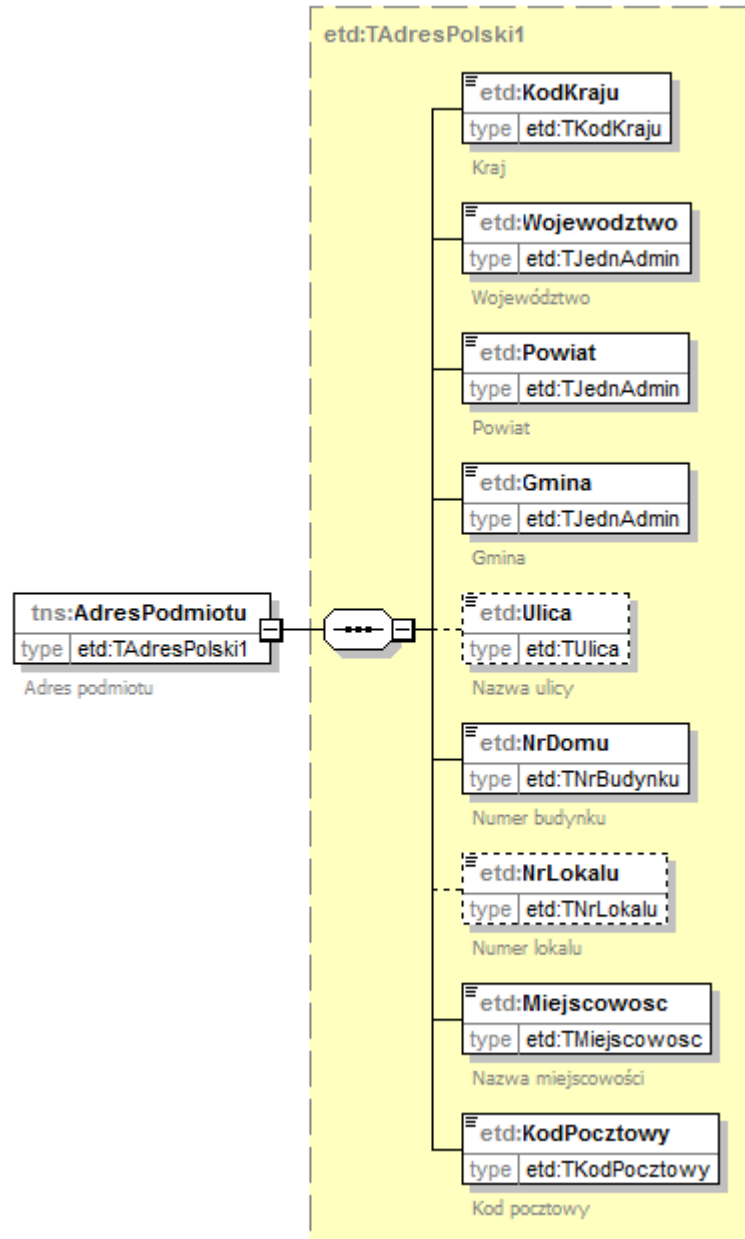 etd:TAdresPolski1
etd:KodKraju
type etd:TKodKraju
Kraj
etd:Wojewodztwo
type etd:TJednAdmin
Województwo
etd:Powiat
type etd:TJednAdmin
Powiat
etd:Gmina
type etd:TJednAdmin
Gmina
tns:AdresPodmiotu
type etd:TAdresPolski1
Adres podmiotu
etd:Ulica
type etd:TUlica
Nazwa ulicy
etd:NrDomu
type etd:TNrBudynku
Numer budynku
etd:NrLokalu
type etd:TNrLokalu
Numer lokalu
etd:Miejscowosc
type etd:TMiejscowosc
Nazwa miejscowości
etd:KodPocztowy
type etd:TKodPocztowy
Kod pocztowy